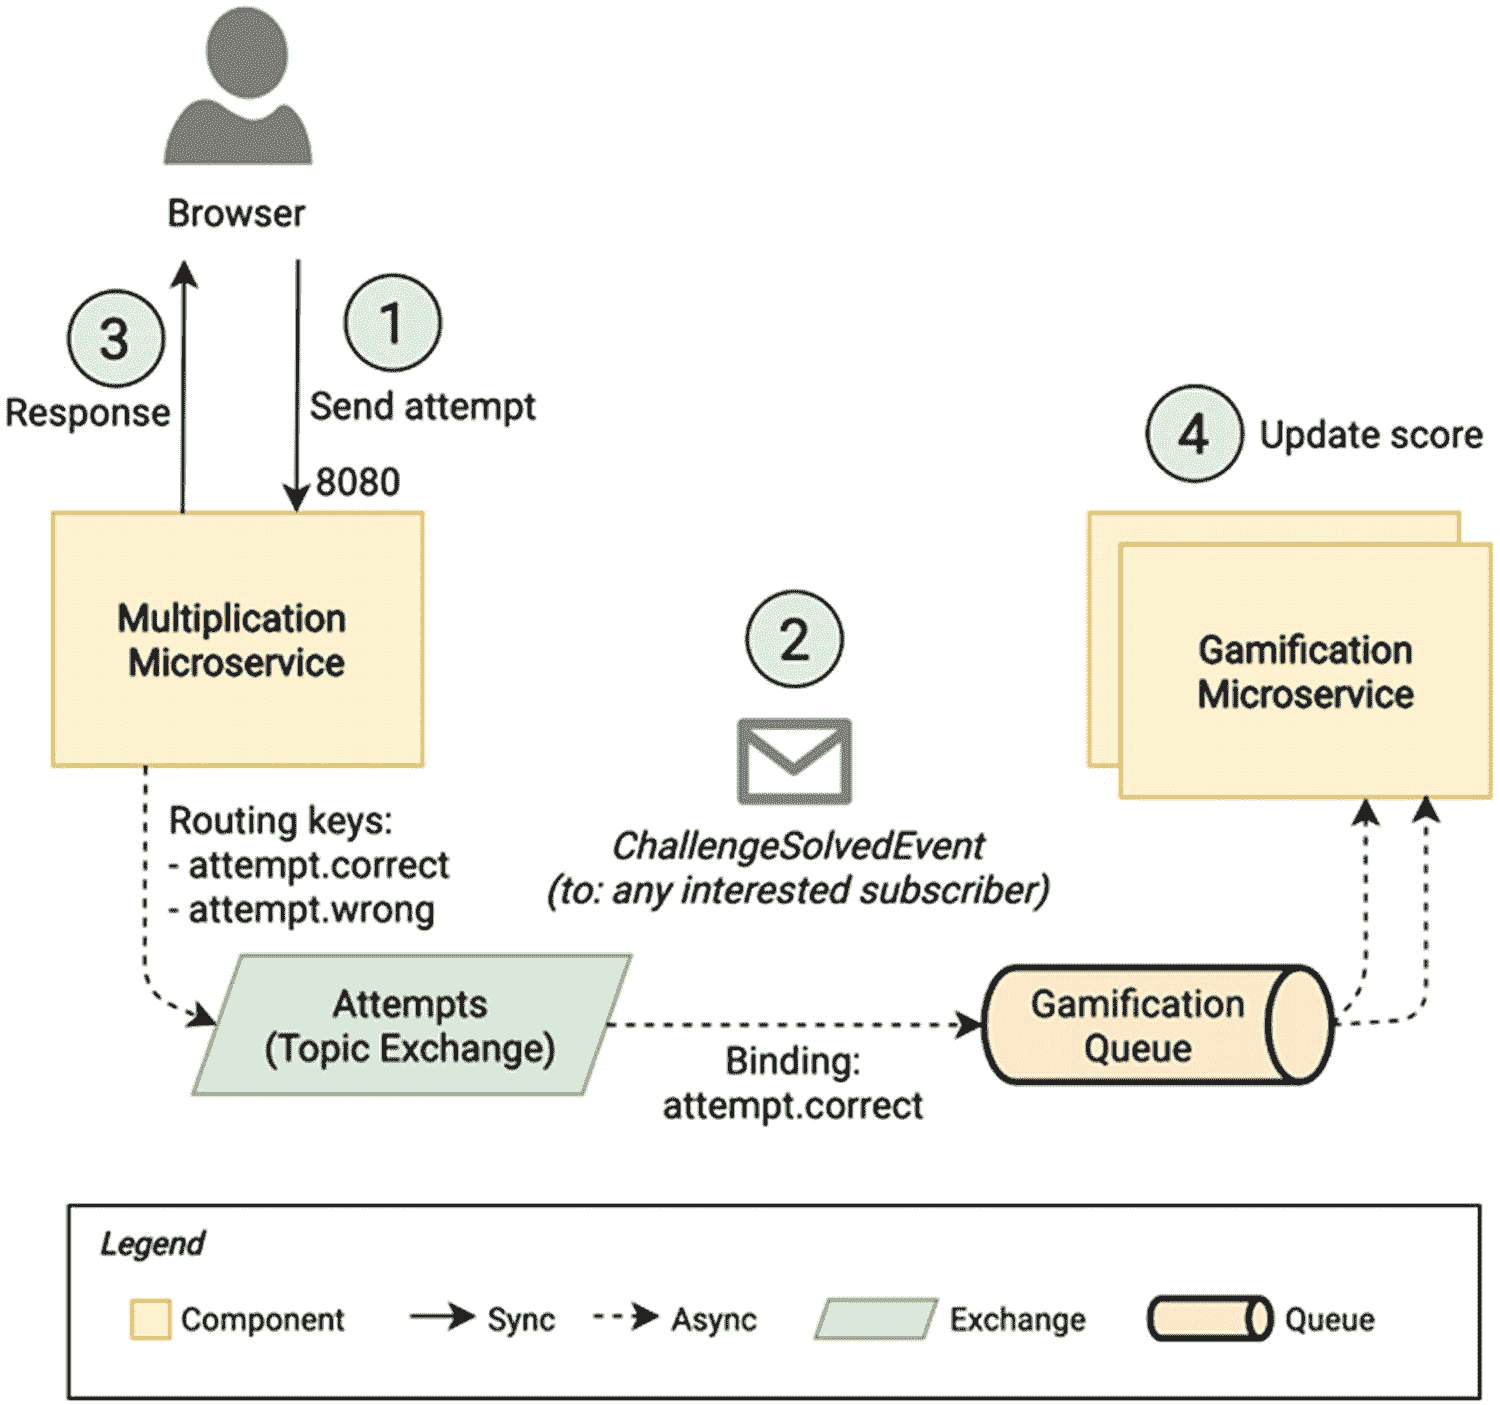 Browser
3
1
Response
Send attempt
8080
4
Update score
Multiplication
Microservice
2
Gamification
Microservice
Routing keys:
- attempt.correct
- attempt.wrong
ChallengeSolvedEvent
(to: any interested subscriber)
Attempts
(Topic Exchange)
Binding:
attempt.correct
Gamification
Queue
Legend
Component
Sync
Async
Exchange
Queue